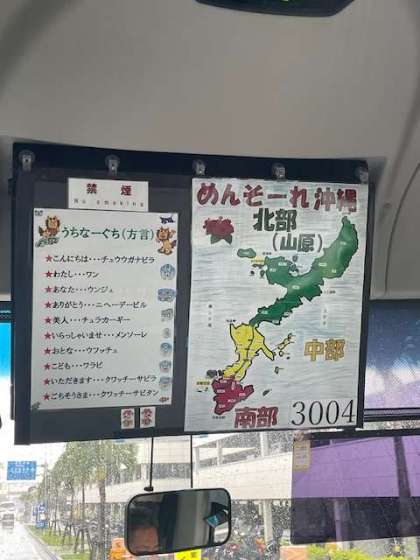 禁煙
No smoking
うちなーぐち(方言)
★こんにちは・・・チュウウガナビラ
★わたし・・・ワン
★あなた・・・ウンジュ
★ありがとう・・・ニヘーデービル
★美人・・・チュラカーギー
★いらっしゃいませ・・・メンソーレ
★おとな・・・ウフッチュ
★こども・・・ワラビ
★いただきます・・・クワッチーサビラ
★ごちそうさま・・・クワッチーサビタン
めんそーれ沖縄
北部
(山原)
中部
南部
3004